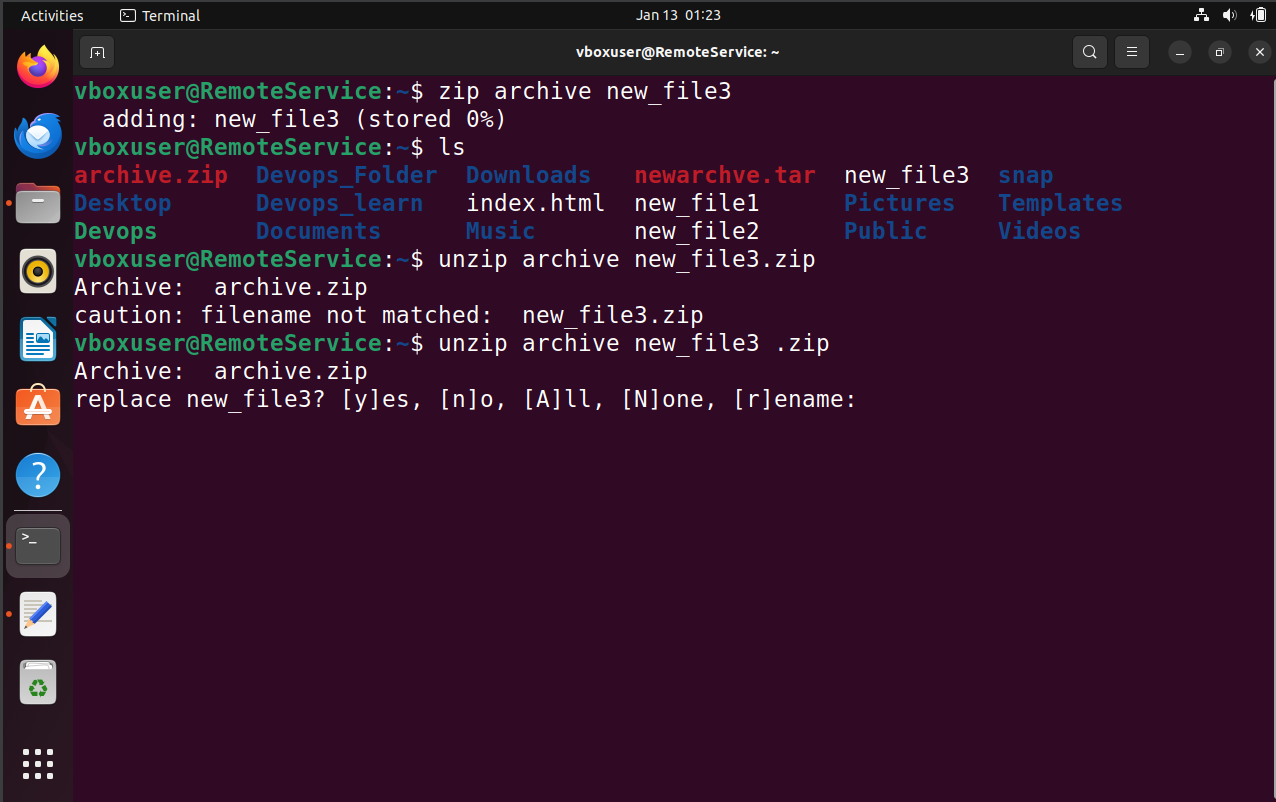 Activities Terminal Jan 13 01:23
vboxuser@RemoteService: ~
vboxuser@RemoteService:~$ zip archive new_file3
  adding: new_file3 (stored 0%)
vboxuser@RemoteService:~$ ls
archive.zip  Devops_Folder  Downloads   newarchve.tar  new_file3  snap
Desktop      Devops_learn   index.html  new_file1      Pictures   Templates
Devops       Documents      Music       new_file2      Public     Videos
vboxuser@RemoteService:~$ unzip archive new_file3.zip
Archive:  archive.zip
caution: filename not matched:  new_file3.zip
vboxuser@RemoteService:~$ unzip archive new_file3 .zip
Archive:  archive.zip
replace new_file3? [y]es, [n]o, [A]ll, [N]one, [r]ename: